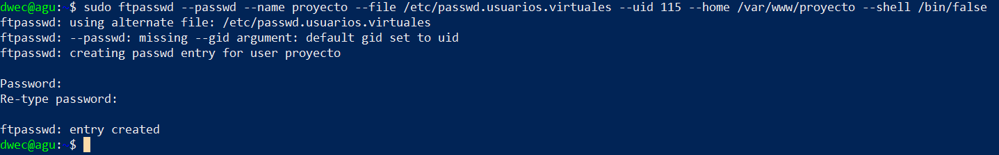 dwec@agu:~$ sudo ftpasswd --passwd --name proyecto --file /etc/passwd.usuarios.virtuales --uid 115 --home /var/www/proyecto --shell /bin/false
ftpasswd: using alternate file: /etc/passwd.usuarios.virtuales
ftpasswd: --passwd: missing --gid argument: default gid set to uid
ftpasswd: creating passwd entry for user proyecto
Password:
Re-type password:
ftpasswd: entry created
dwec@agu:~$